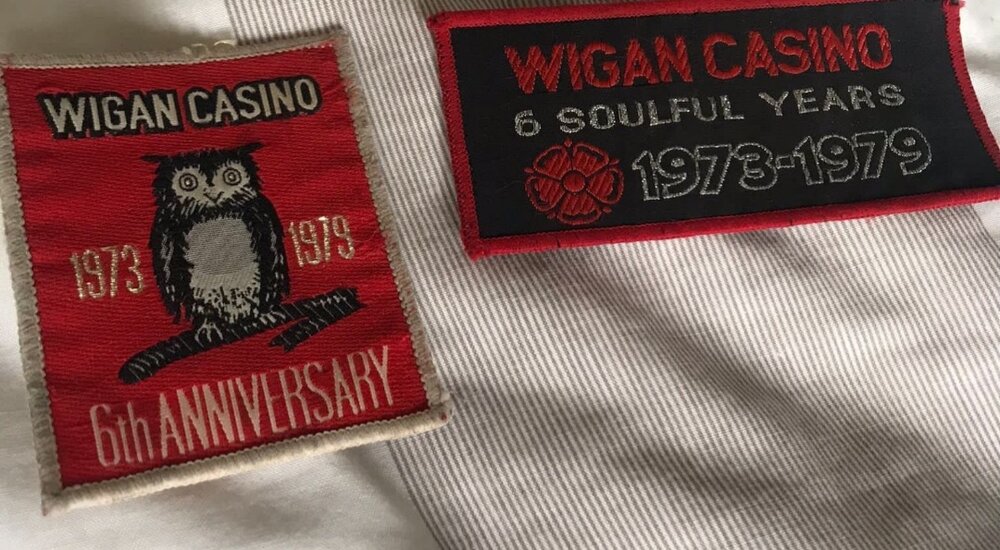 WIGAN CASINO
1973 1979
6th ANNIVERSARY
WIGAN CASINO
6 SOULFUL YEARS
1973-1979